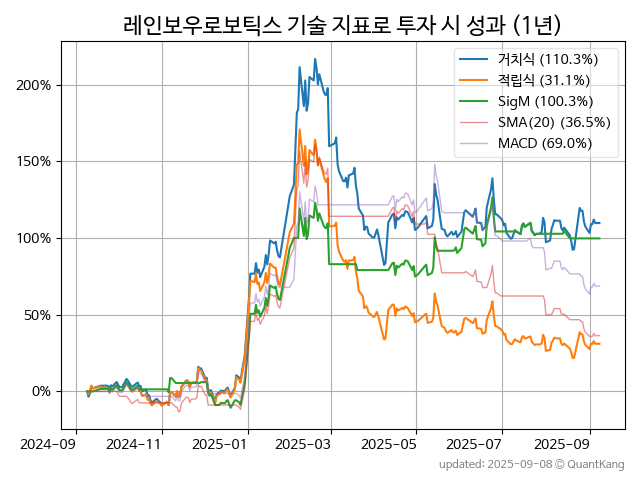 레인보우로보틱스 기술 지표로 투자 시 성과 (1년)
거치식 (110.3%)
적립식 (31.1%)
SigM (100.3%)
SMA(20) (36.5%)
MACD (69.0%)
200%
150%
100%
50%
0%
2024-09 2024-11 2025-01 2025-03 2025-05 2025-07 2025-09
updated: 2025-09-08 © QuantKang